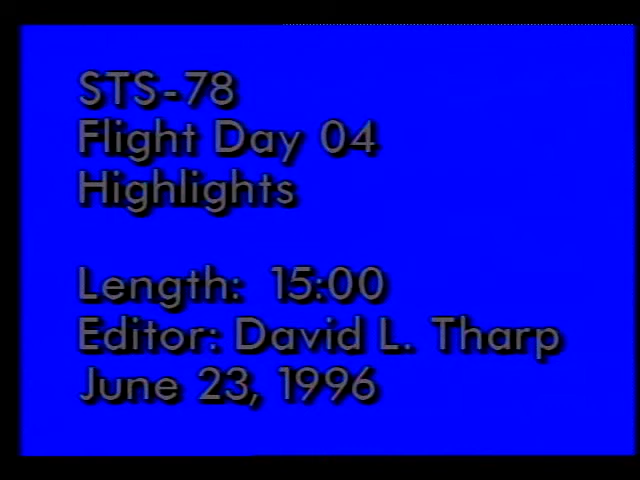 STS-78
Flight Day 04
Highlights
Length: 15:00
Editor: David L. Tharp
June 23, 1996